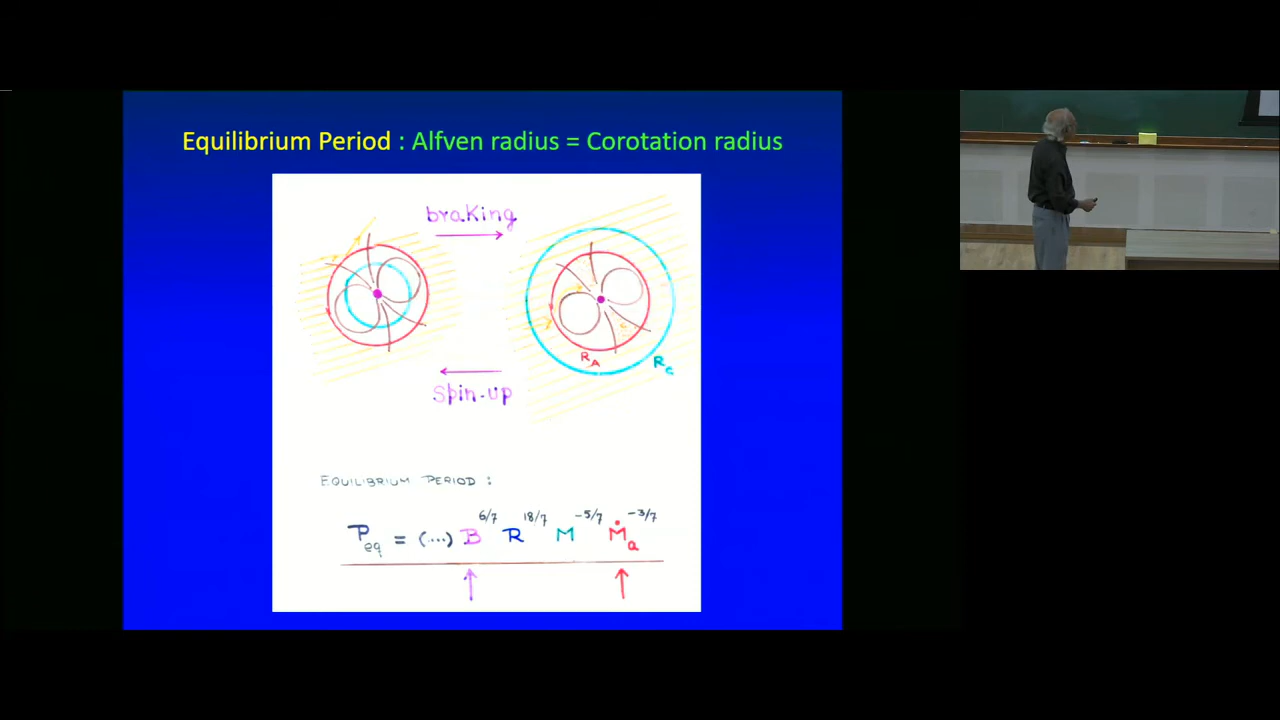 Equilibrium Period : Alfven radius = Corotation radius
braking
R_A
R_c
Spin-up
EQUILIBRIUM PERIOD :
P_eq = (...) B^6/7 R^18/7 M^-5/7 Ṁ_a^-3/7